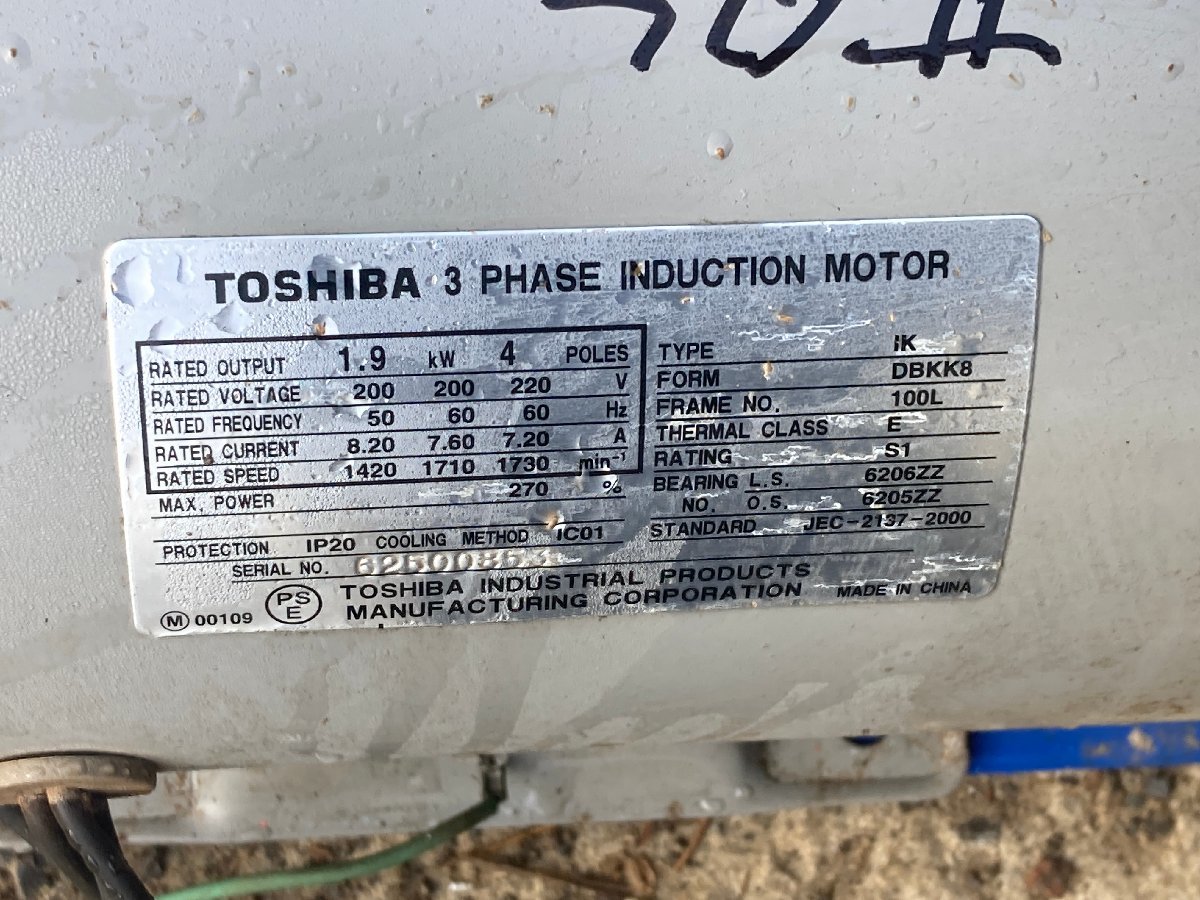 TOSHIBA 3 PHASE INDUCTION MOTOR
RATED OUTPUT 1.9 kW 4 POLES
RATED VOLTAGE 200 200 220 V
RATED FREQUENCY 50 60 60 Hz
RATED CURRENT 8.20 7.60 7.20 A
RATED SPEED 1420 1710 1730 min⁻¹
MAX. POWER 270 %
TYPE IK
FORM DBKK8
FRAME NO. 100L
THERMAL CLASS E
RATING S1
BEARING L.S. 6206ZZ
NO. O.S. 6205ZZ
STANDARD JEC-2137-2000
PROTECTION IP20 COOLING METHOD IC01
SERIAL NO.
TOSHIBA INDUSTRIAL PRODUCTS
MANUFACTURING CORPORATION MADE IN CHINA
M 00109 PSE